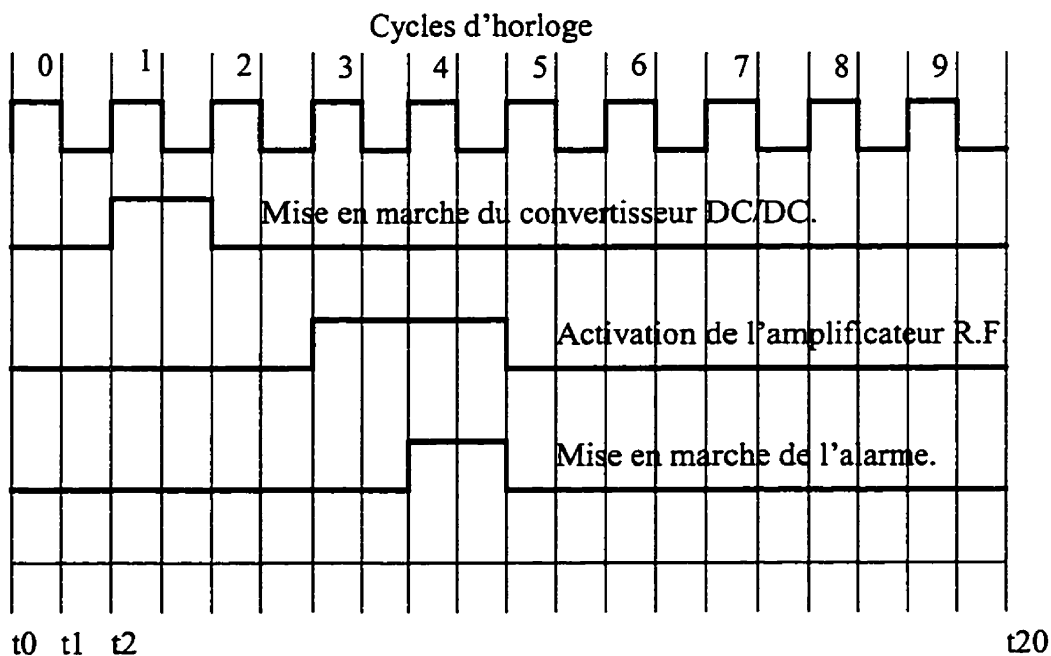 Cycles d'horloge
0 1 2 3 4 5 6 7 8 9
Mise en marche du convertisseur DC/DC.
Activation de l'amplificateur R.F.
Mise en marche de l'alarme.
t0 t1 t2 t20